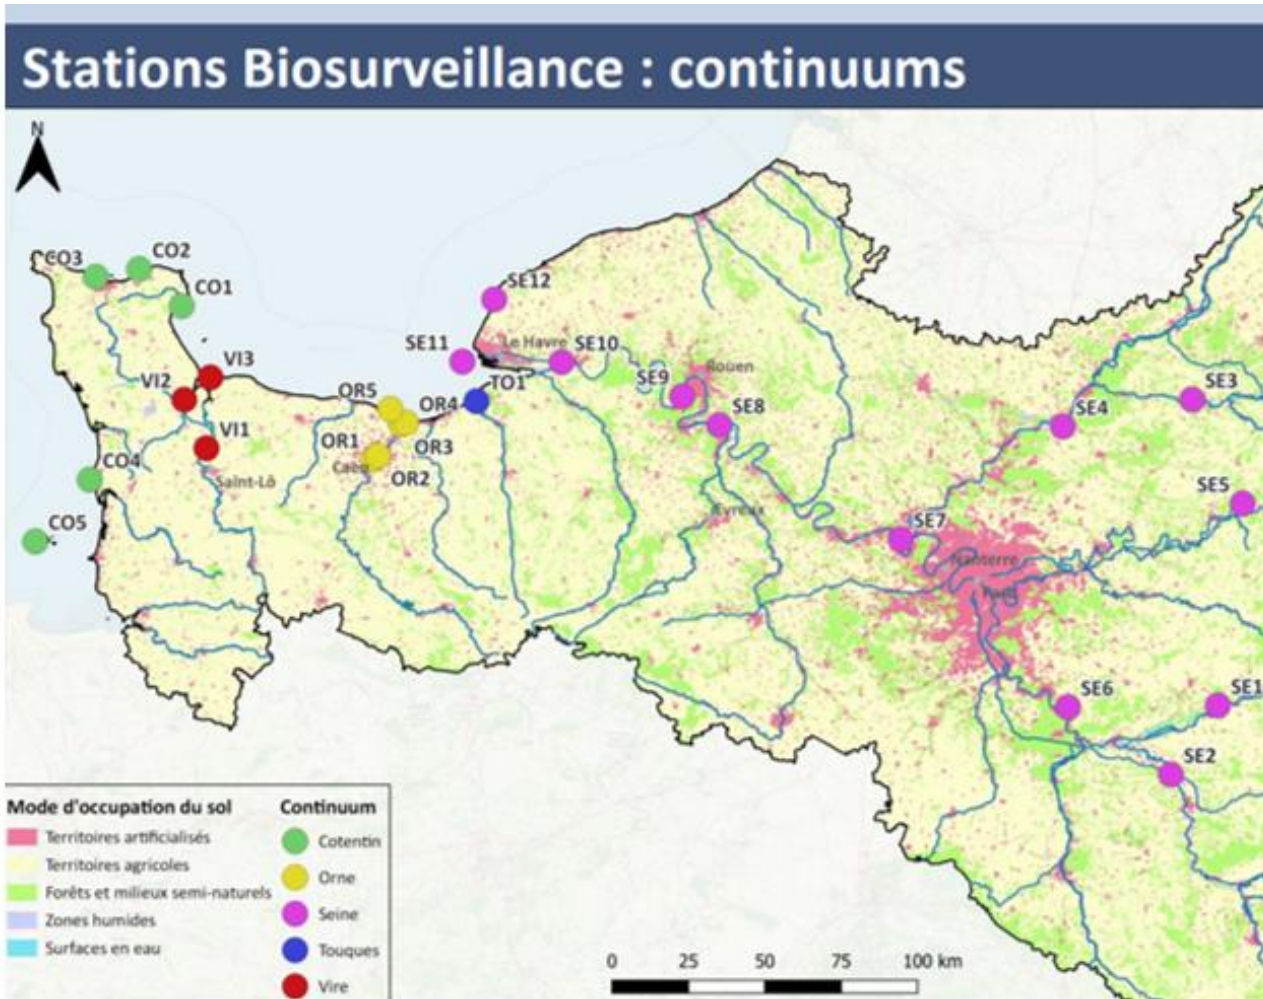 Stations Biosurveillance : continuums
N
CO3
CO2
CO1
SE12
SE11
Le Havre
SE10
VI3
VI2
OR5
OR4
TO1
SE9
Rouen
SE8
SE3
SE4
VI1
OR1
OR3
Caen
OR2
CO4
Saint-Lô
SE5
CO5
Evreux
SE7
Nanterre
Paris
SE6
SE1
SE2
Mode d'occupation du sol
Territoires artificialisés
Territoires agricoles
Forêts et milieux semi-naturels
Zones humides
Surfaces en eau
Continuum
Cotentin
Orne
Seine
Touques
Vire
0 25 50 75 100 km